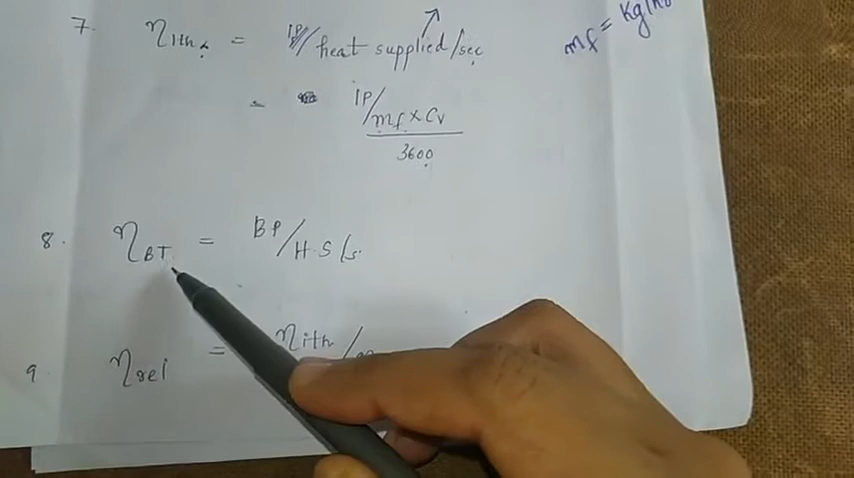 7. ηIth. = IP/heat supplied/sec
mf = kg/h
= IP/mf × Cv
3600
8. ηBT = BP/H.S/s.
9. ηrel = ηith/